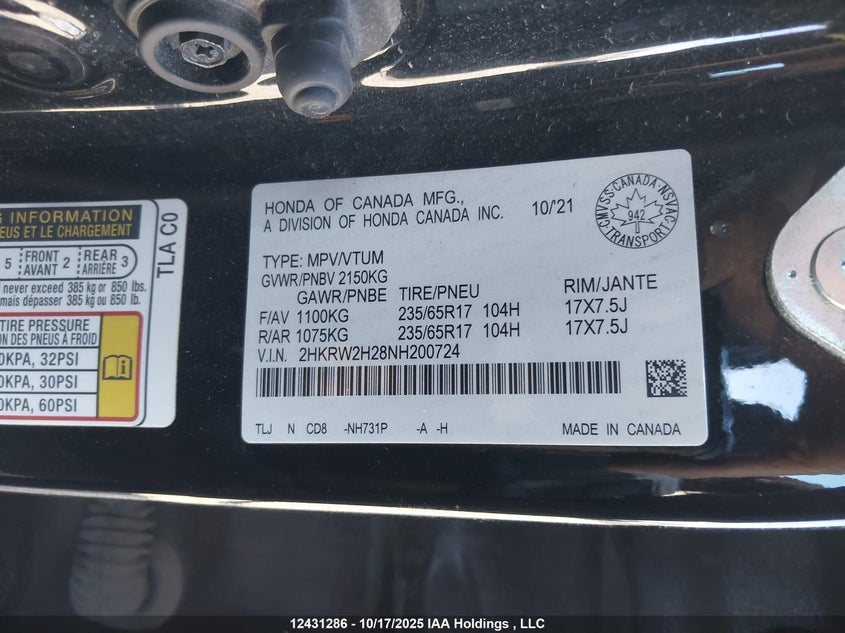 G INFORMATION
EUS ET LE CHARGEMENT
5 FRONT AVANT 2 REAR ARRIÈRE 3
never exceed 385 kg or 850 lbs.
mais dépasser 385 kg ou 850 lb.
TIRE PRESSURE
ION DES PNEUS À FROID
0KPA, 32PSI
0KPA, 30PSI
0KPA, 60PSI
TLA C0
HONDA OF CANADA MFG.,
A DIVISION OF HONDA CANADA INC. 10/'21
CMVSS·CANADA·NSVAC
942
TRANSPORT
TYPE: MPV/VTUM
GVWR/PNBV 2150KG
GAWR/PNBE TIRE/PNEU RIM/JANTE
F/AV 1100KG 235/65R17 104H 17X7.5J
R/AR 1075KG 235/65R17 104H 17X7.5J
V.I.N. 2HKRW2H28NH200724
TLJ N CD8 -NH731P -A -H MADE IN CANADA
12431286 - 10/17/2025 IAA Holdings , LLC